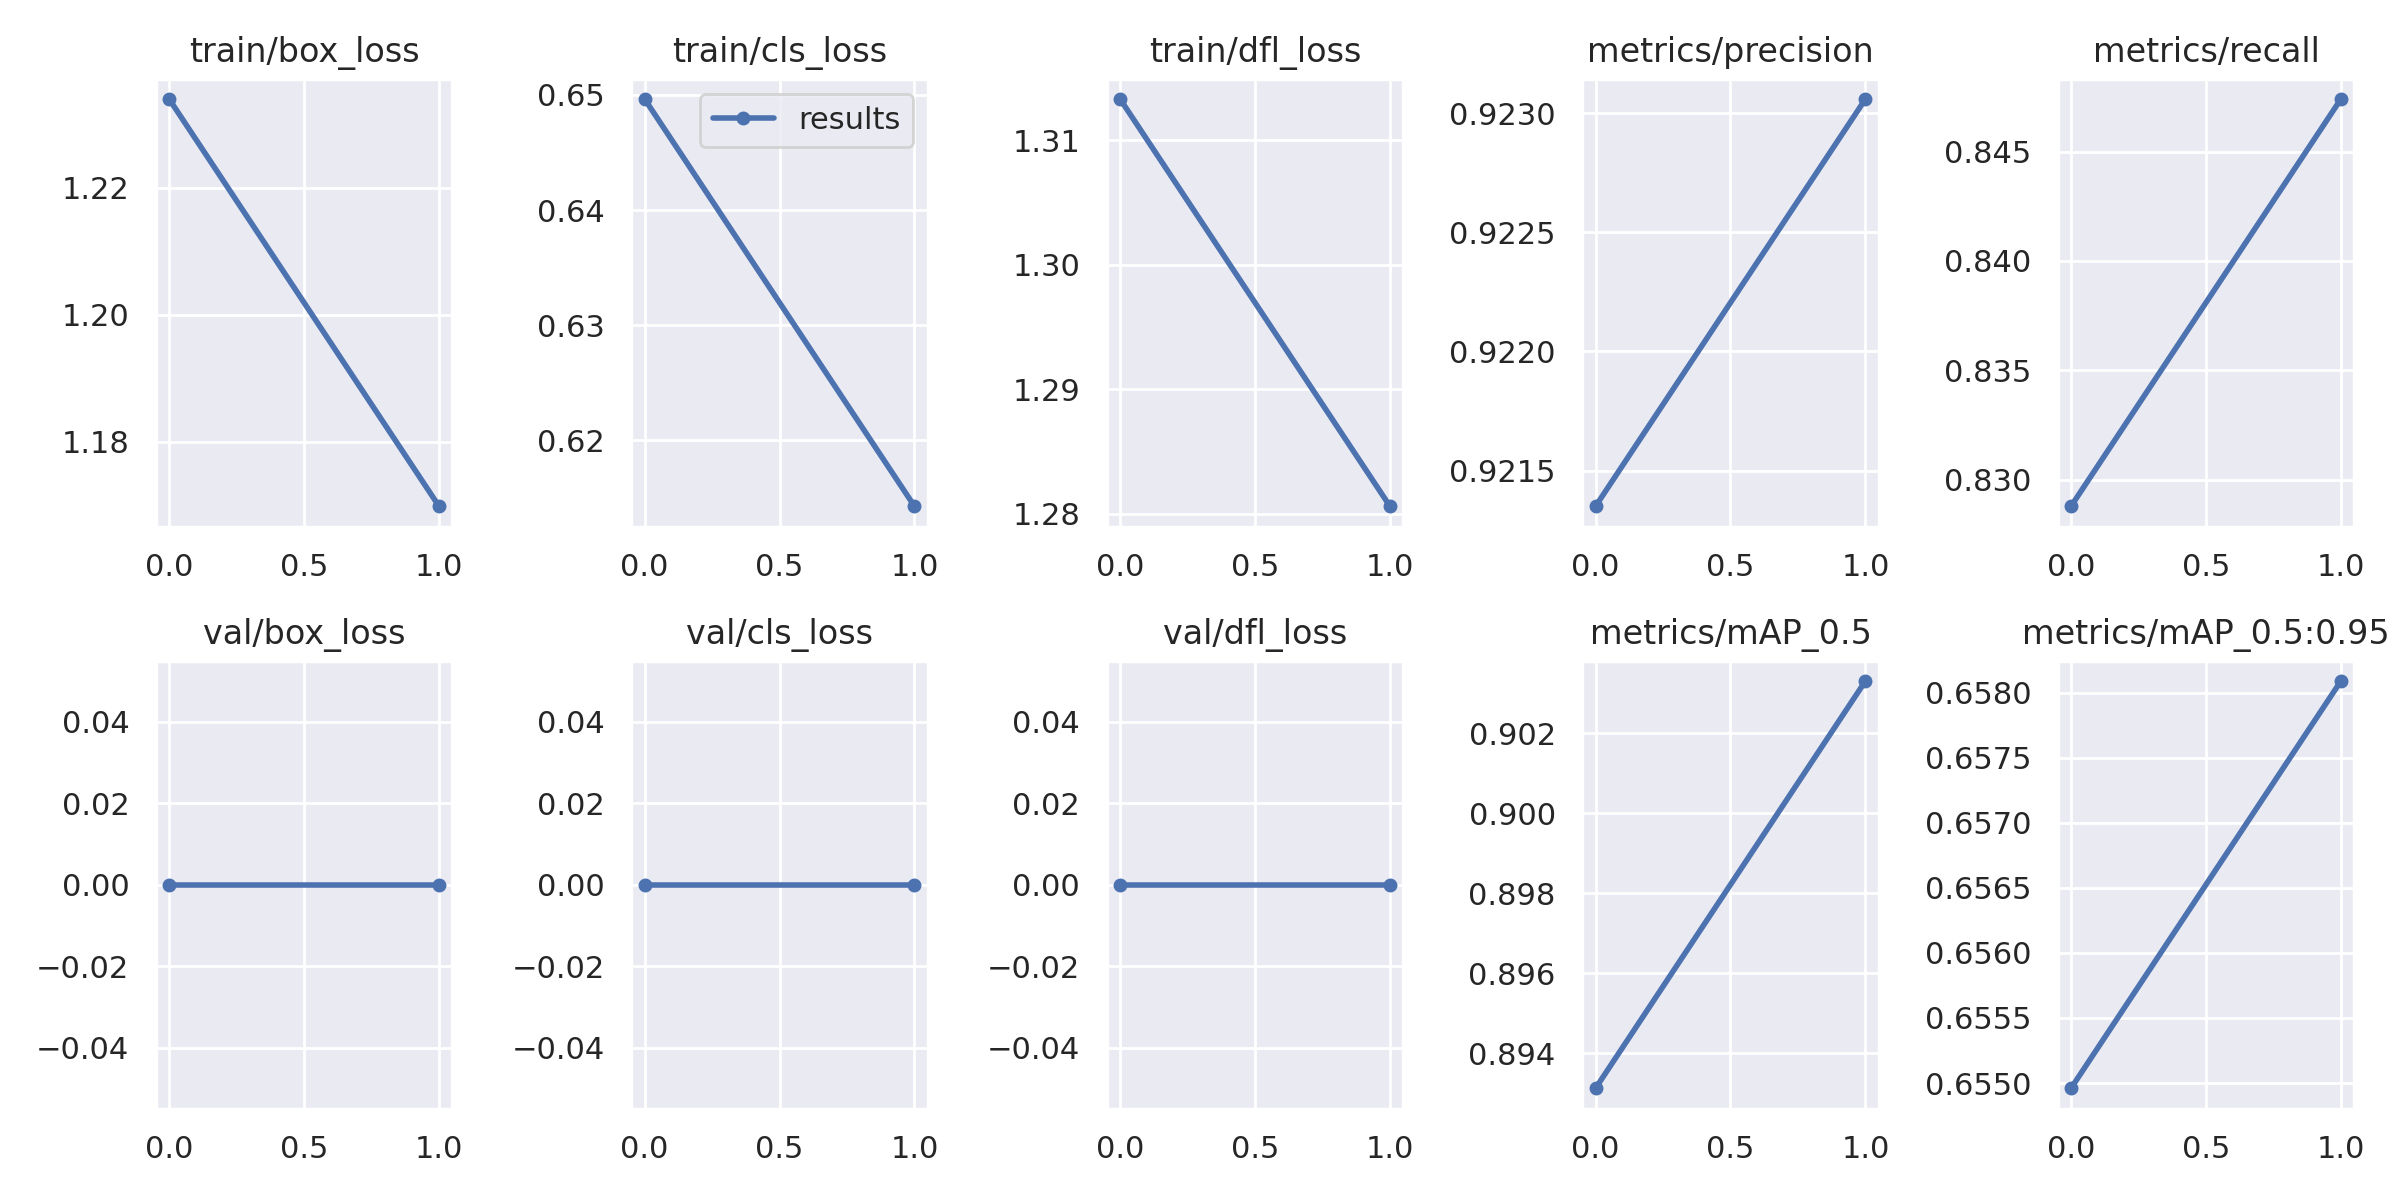 train/box_loss
1.22
1.20
1.18
0.0 0.5 1.0
train/cls_loss
results
0.65
0.64
0.63
0.62
0.0 0.5 1.0
train/dfl_loss
1.31
1.30
1.29
1.28
0.0 0.5 1.0
metrics/precision
0.9230
0.9225
0.9220
0.9215
0.0 0.5 1.0
metrics/recall
0.845
0.840
0.835
0.830
0.0 0.5 1.0
val/box_loss
0.04
0.02
0.00
−0.02
−0.04
0.0 0.5 1.0
val/cls_loss
0.04
0.02
0.00
−0.02
−0.04
0.0 0.5 1.0
val/dfl_loss
0.04
0.02
0.00
−0.02
−0.04
0.0 0.5 1.0
metrics/mAP_0.5
0.902
0.900
0.898
0.896
0.894
0.0 0.5 1.0
metrics/mAP_0.5:0.95
0.6580
0.6575
0.6570
0.6565
0.6560
0.6555
0.6550
0.0 0.5 1.0